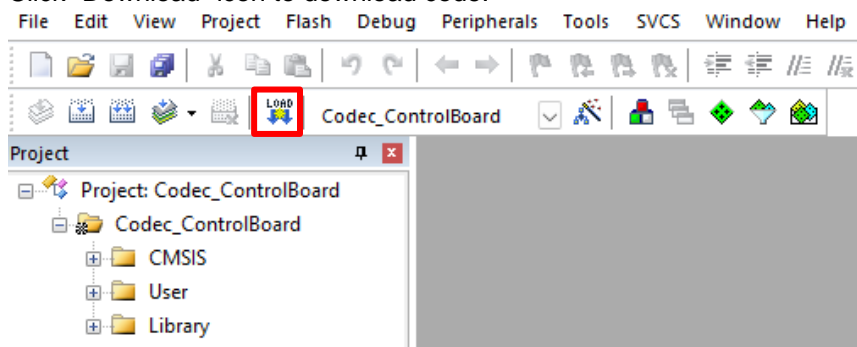 Click "Download" icon to download code.
File Edit View Project Flash Debug Peripherals Tools SVCS Window Help
LOAD
Codec_ControlBoard
Project
Project: Codec_ControlBoard
Codec_ControlBoard
CMSIS
User
Library